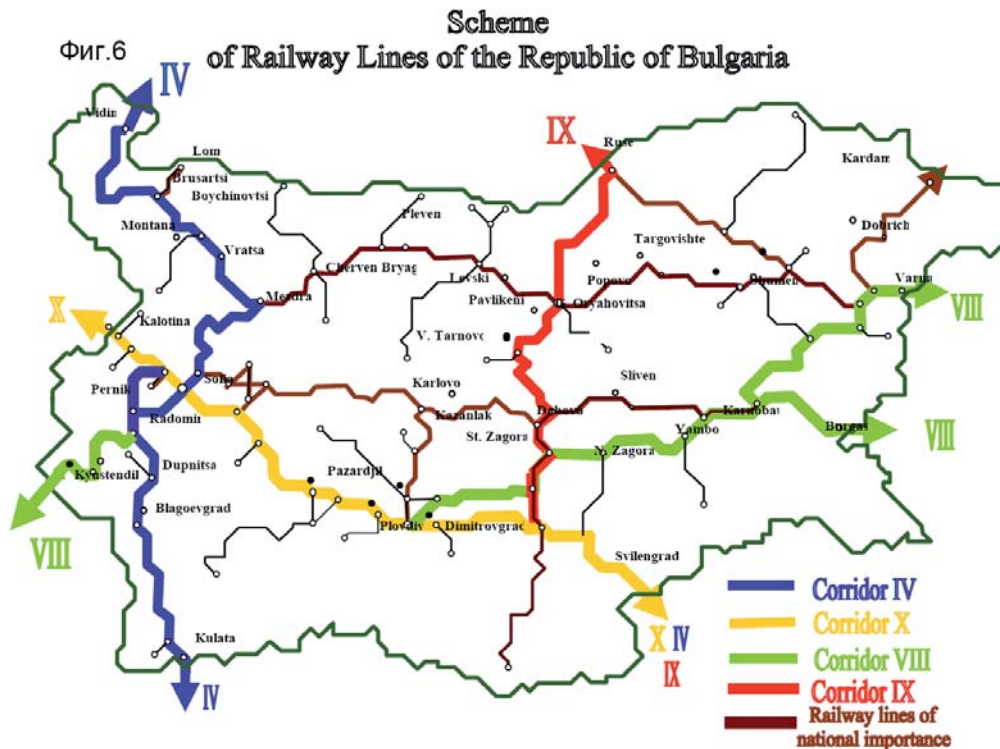 Scheme
of Railway Lines of the Republic of Bulgaria
Фиг.6
IV
Vidin
Lom
Brusartsi
Boychinovtsi
Montana
Vratsa
Mezdra
Cherven Bryag
Pleven
Levski
Pavlikeni
IX
Ruse
Kardam
Dobrich
Targovishte
Popovo
Shumen
Varna
VIII
G. Oryahovitsa
V. Tarnovo
X
Kalotina
Pernik
Sofia
Radomir
Karlovo
Kazanlak
Sliven
Dabovo
Karnobat
Burgas
VIII
St. Zagora
N. Zagora
Yambo
Kyustendil
VIII
Dupnitsa
Blagoevgrad
Pazardjik
Plovdiv
Dimitrovgrad
Svilengrad
X IV
IX
Kulata
IV
Corridor IV
Corridor X
Corridor VIII
Corridor IX
Railway lines of
national importance